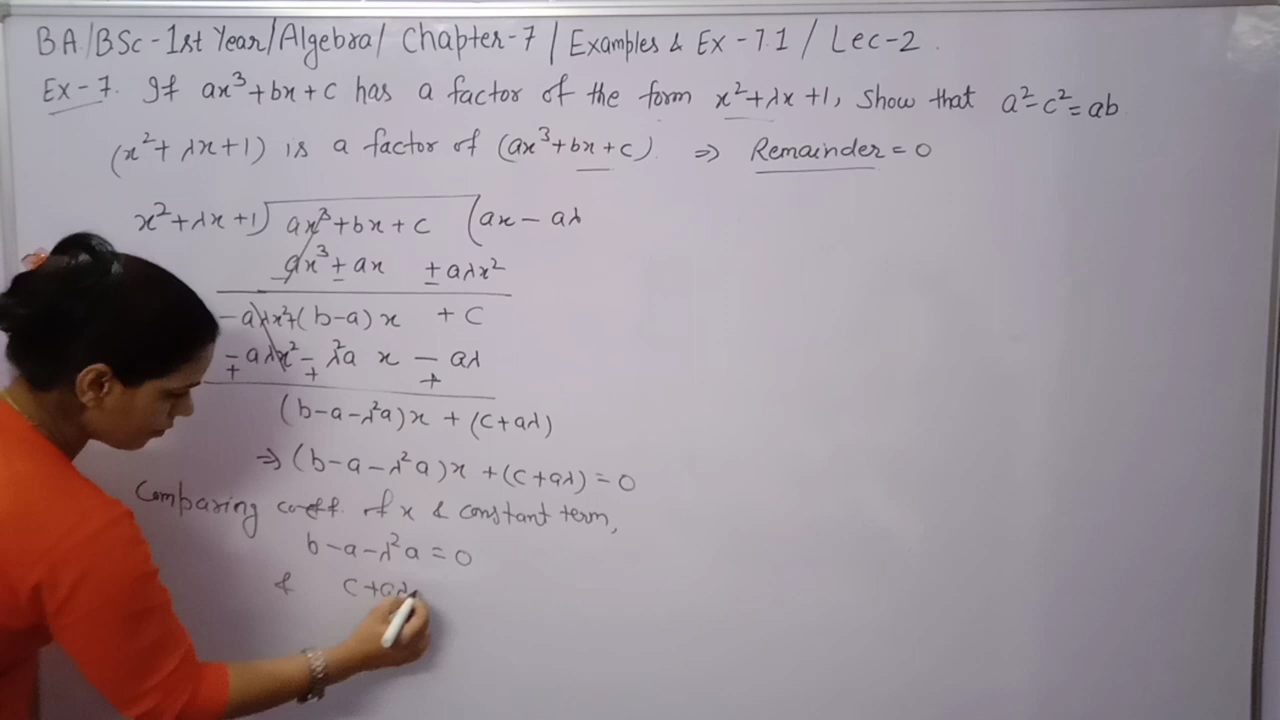 BA/BSc-1st Year/Algebra/ Chapter-7 / Examples & Ex-7.1 / Lec-2.
Ex-7. If ax³+bx+c has a factor of the form x²+λx+1, Show that a²-c²=ab
(x²+λx+1) is a factor of (ax³+bx+c) ⇒ Remainder=0
x²+λx+1) ax³+bx+c (ax-aλ
ax³±ax ±aλx²
-aλx²+(b-a)x +c
-aλx²-λ²a x -aλ
+ + +
(b-a-λ²a)x+(c+aλ)
⇒(b-a-λ²a)x+(c+aλ)=0
Comparing coeff. of x & constant term,
b-a-λ²a=0
& c+aλ